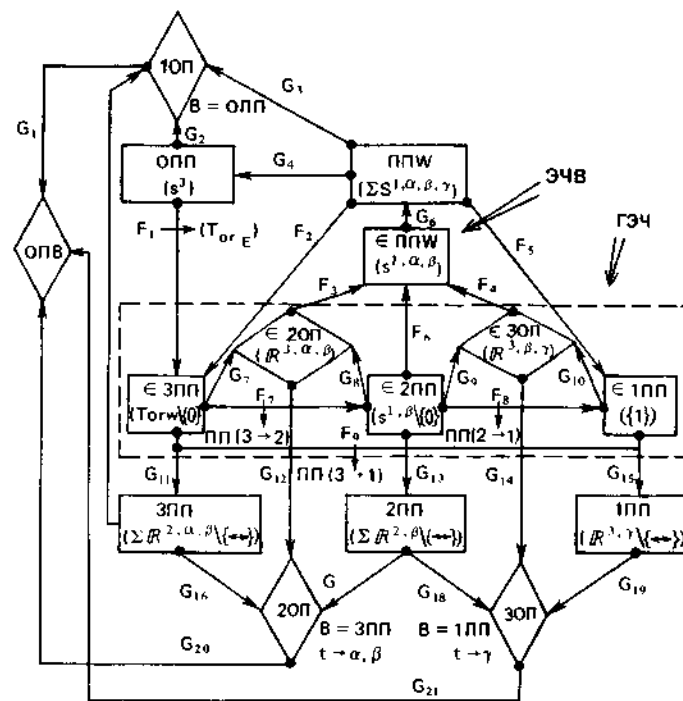 1ОП
G₁
G₃
B = ОПП
G₂
ОПП
(s³)
G₄
ППW
(ΣS¹,α,β,γ)
ЭЧВ
ГЭЧ
ОПВ
F₁ → (T_or E)
F₂
G₆
∈ ППW
(s¹,α,β)
F₅
F₃
F₄
∈ 2ОП
(ℝ³,α,β)
F₆
∈ 3ОП
(ℝ³,β,γ)
∈ 3ПП
(Torw\{0})
G₇
F₇
G₈
∈ 2ПП
(s¹,β\{0})
G₉
F₈
G₁₀
∈ 1ПП
({1})
ПП (3→2)
F₉
ПП(2→1)
G₁₁
G₁₂
ПП(3→1)
G₁₃
G₁₄
G₁₅
3ПП
(Σℝ²,α,β\{↔})
2ПП
(Σℝ²,β\{↔})
1ПП
(ℝ³,γ\{↔})
G₁₆
G
G₁₈
G₁₉
2ОП
B = 3ПП
t → α, β
B = 1ПП
t → γ
3ОП
G₂₀
G₂₁